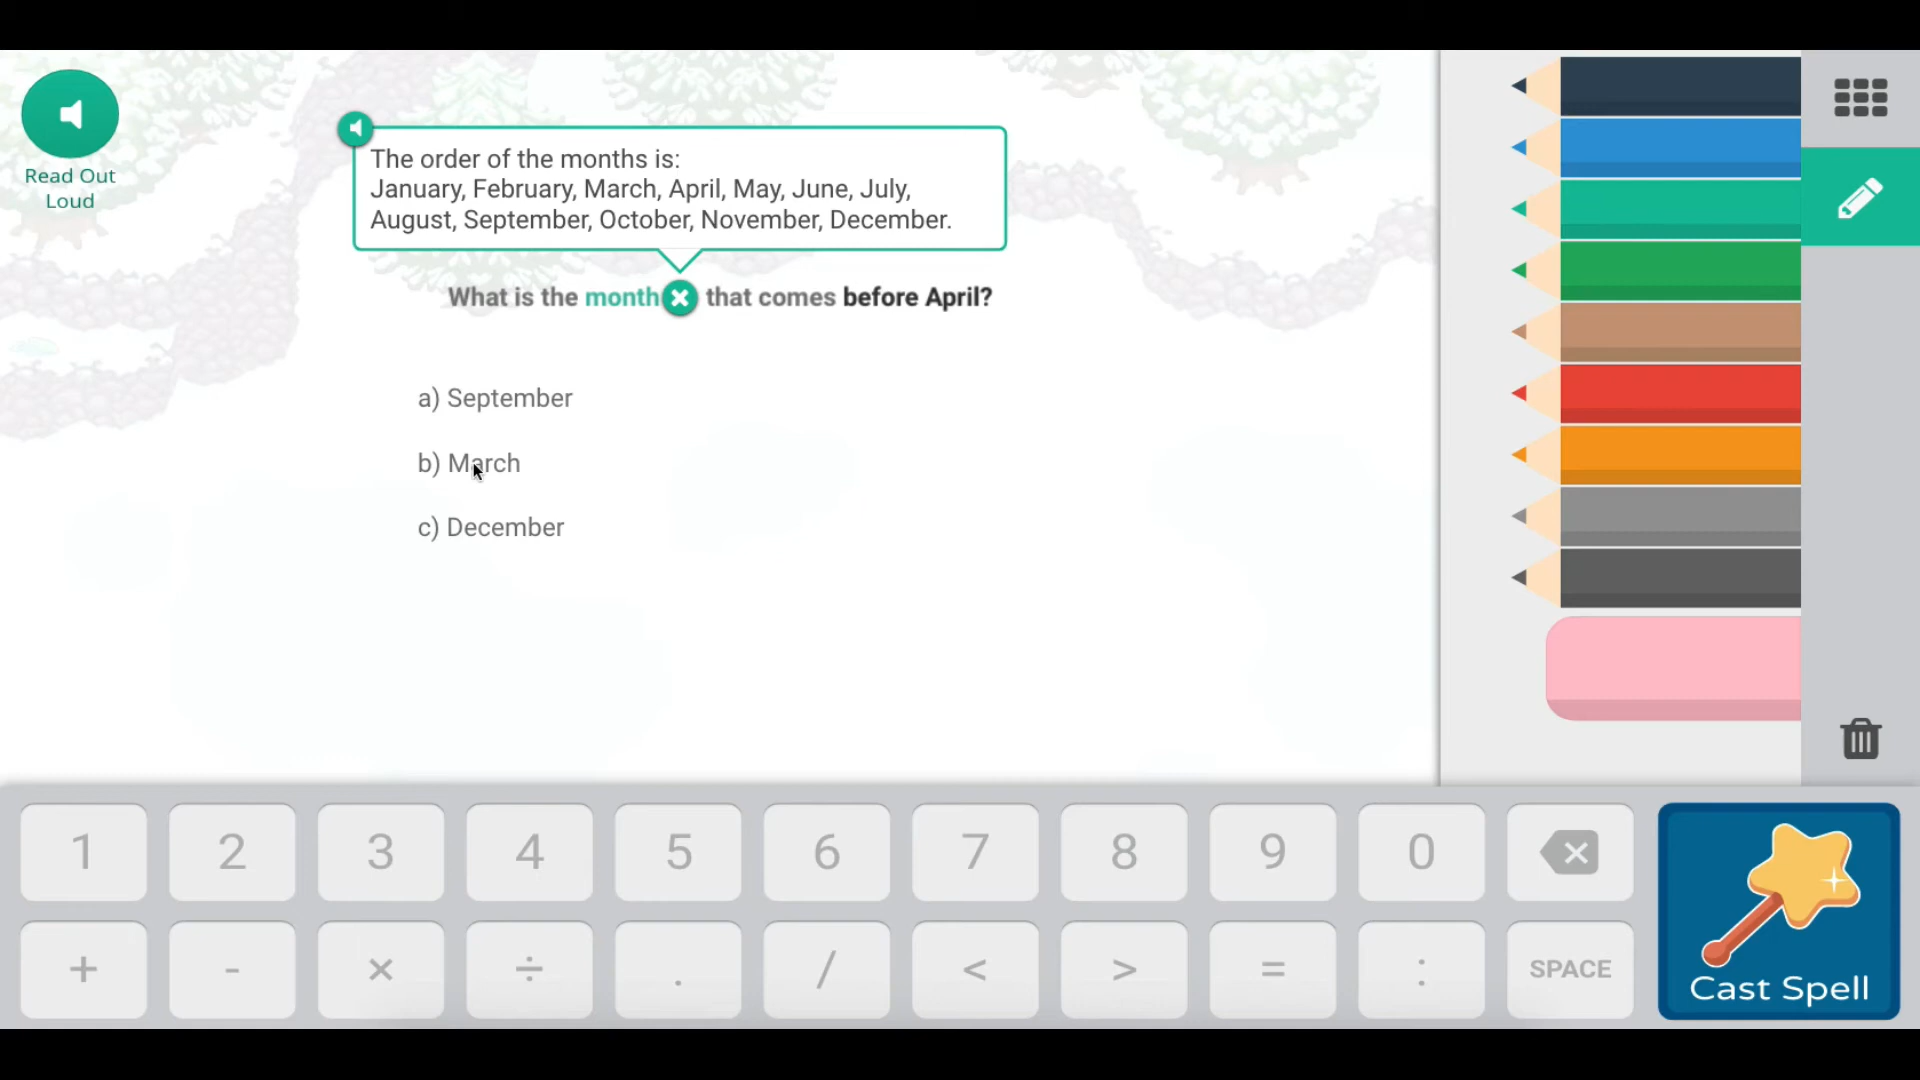 Read Out
Loud
The order of the months is:
January, February, March, April, May, June, July,
August, September, October, November, December.
What is the month that comes before April?
a) September
b) March
c) December
1 2 3 4 5 6 7 8 9 0
+ - × ÷ . / < > = : SPACE
Cast Spell